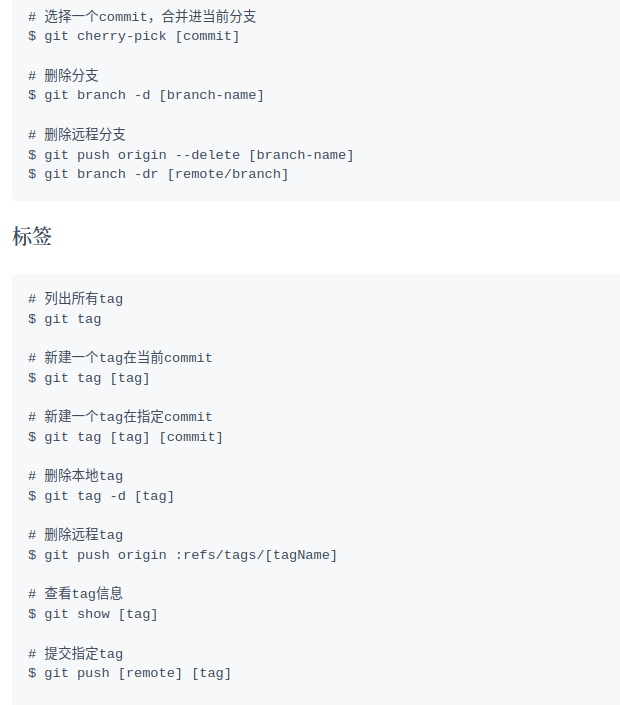 # 选择一个commit，合并进当前分支
$ git cherry-pick [commit]
# 删除分支
$ git branch -d [branch-name]
# 删除远程分支
$ git push origin --delete [branch-name]
$ git branch -dr [remote/branch]
标签
# 列出所有tag
$ git tag
# 新建一个tag在当前commit
$ git tag [tag]
# 新建一个tag在指定commit
$ git tag [tag] [commit]
# 删除本地tag
$ git tag -d [tag]
# 删除远程tag
$ git push origin :refs/tags/[tagName]
# 查看tag信息
$ git show [tag]
# 提交指定tag
$ git push [remote] [tag]